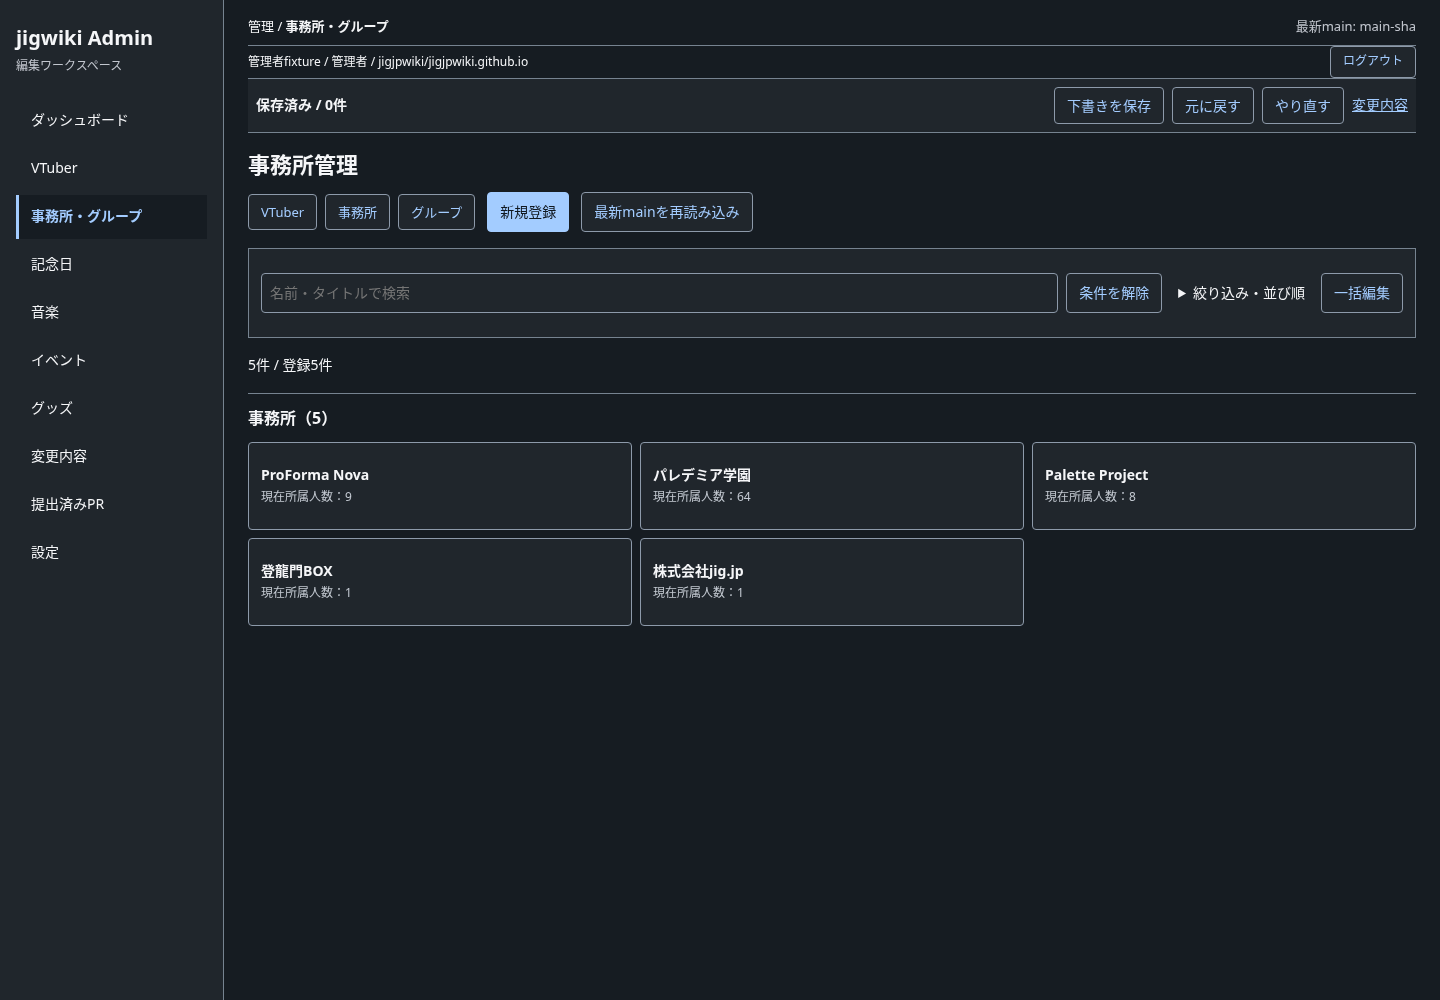 jigwiki Admin
編集ワークスペース
ダッシュボード
VTuber
事務所・グループ
記念日
音楽
イベント
グッズ
変更内容
提出済みPR
設定
管理 / 事務所・グループ
最新main: main-sha
管理者fixture / 管理者 / jigjpwiki/jigjpwiki.github.io
ログアウト
保存済み / 0件
下書きを保存
元に戻す
やり直す
変更内容
事務所管理
VTuber
事務所
グループ
新規登録
最新mainを再読み込み
名前・タイトルで検索
条件を解除
▶ 絞り込み・並び順
一括編集
5件 / 登録5件
事務所（5）
ProForma Nova
現在所属人数：9
パレデミア学園
現在所属人数：64
Palette Project
現在所属人数：8
登龍門BOX
現在所属人数：1
株式会社jig.jp
現在所属人数：1